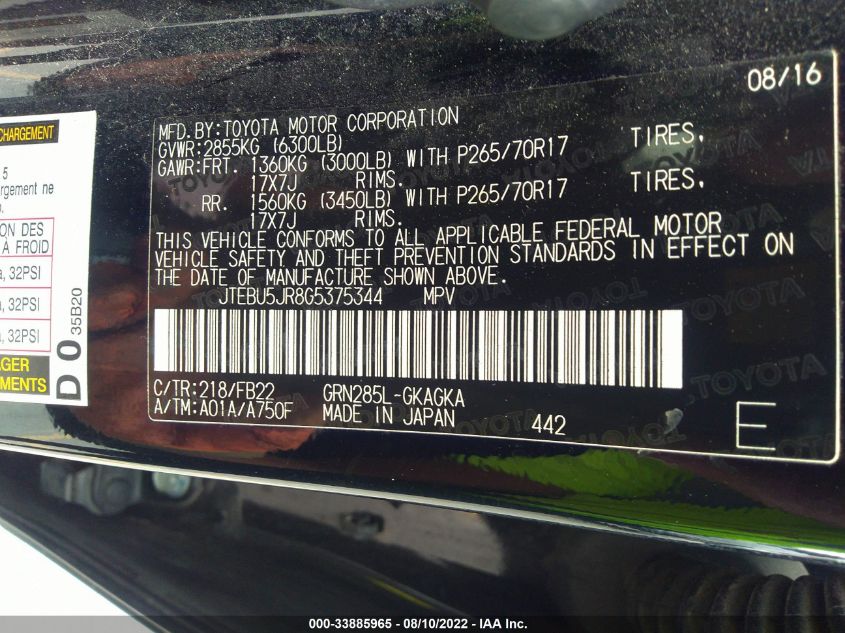 08/16
MFD.BY:TOYOTA MOTOR CORPORATION
GVWR:2855KG (6300LB)
GAWR:FRT. 1360KG (3000LB) WITH P265/70R17 TIRES,
17X7J RIMS.
RR. 1560KG (3450LB) WITH P265/70R17 TIRES,
17X7J RIMS.
THIS VEHICLE CONFORMS TO ALL APPLICABLE FEDERAL MOTOR
VEHICLE SAFETY AND THEFT PREVENTION STANDARDS IN EFFECT ON
THE DATE OF MANUFACTURE SHOWN ABOVE.
JTEBU5JR8G5375344 MPV
C/TR:218/FB22 GRN285L-GKAGKA
A/TM:A01A/A750F MADE IN JAPAN 442
E
CHARGEMENT
5
argement ne
ON DES
À FROID
a, 32PSI
a, 32PSI
a, 32PSI
AGER
MENTS
D 0 35B20
000-33885965 - 08/10/2022 - IAA Inc.